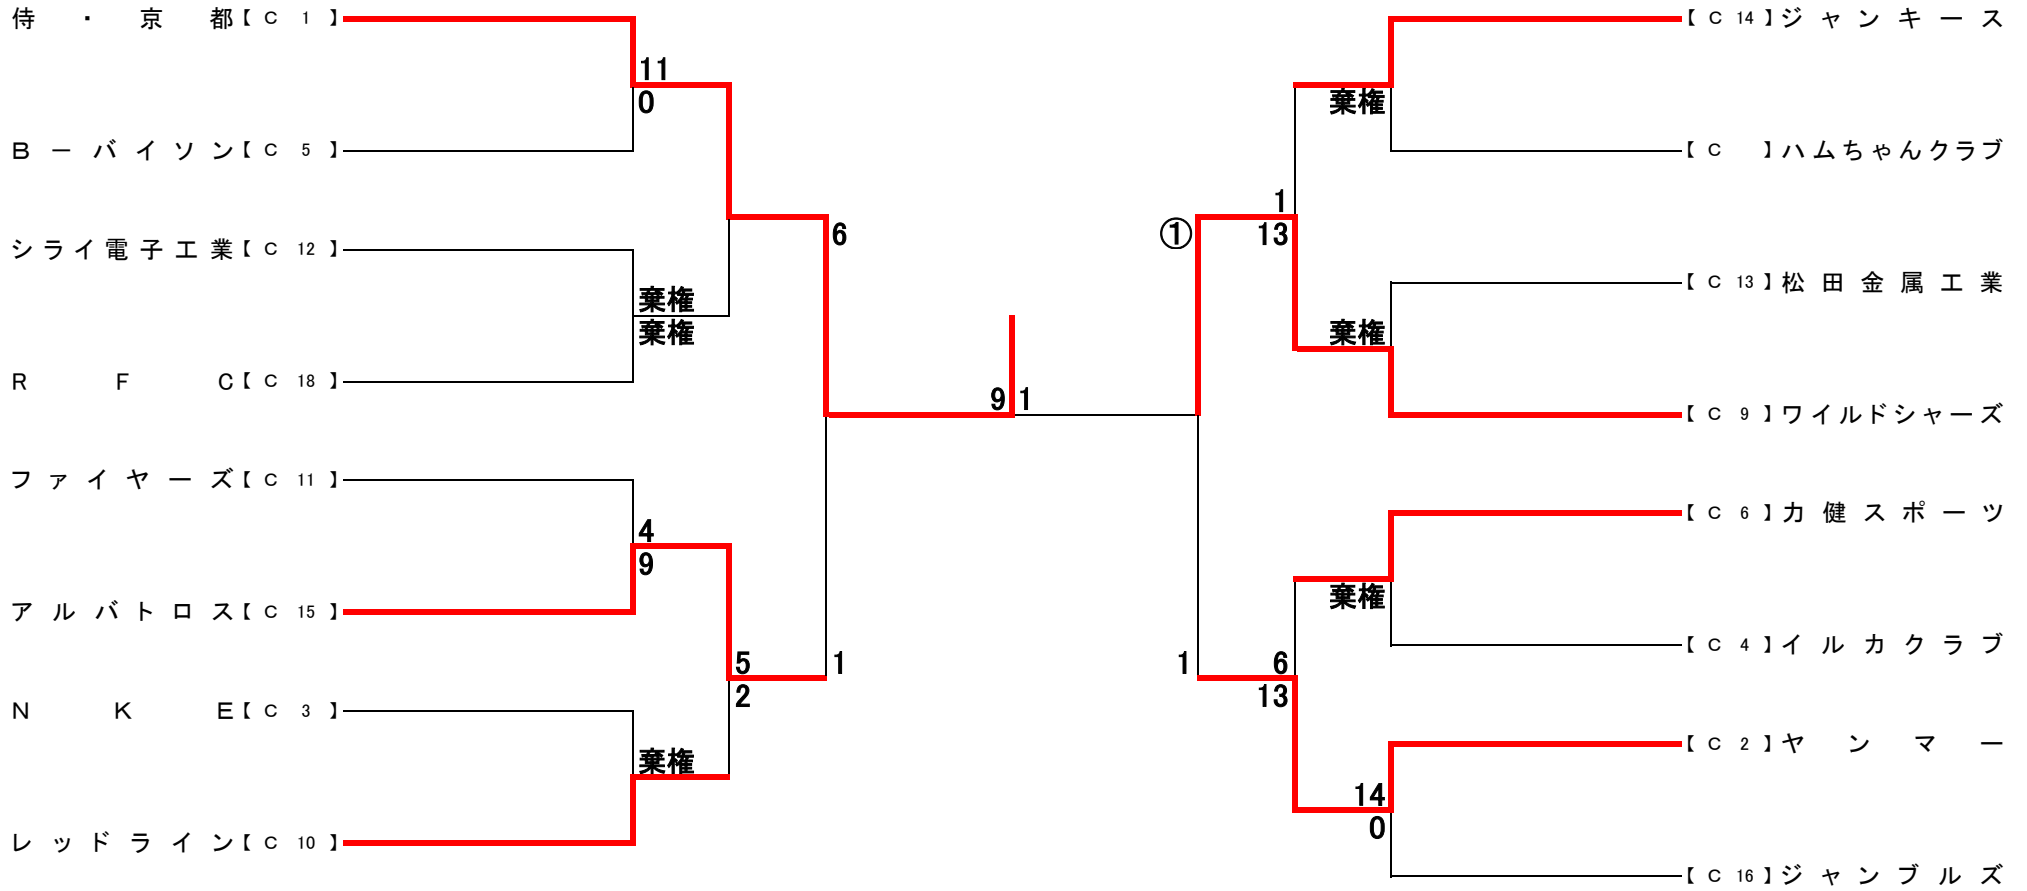 侍・京都【C 1】
11
0
B－バイソン【C 5】
シライ電子工業【C 12】
棄権
棄権
RFC【C 18】
6
ファイヤーズ【C 11】
4
9
アルバトロス【C 15】
5
2
1
NKE【C 3】
棄権
レッドライン【C 10】
9 1
【C 14】ジャンキース
棄権
【C 】ハムちゃんクラブ
1
13
①
【C 13】松田金属工業
棄権
【C 9】ワイルドシャーズ
【C 6】力健スポーツ
棄権
【C 4】イルカクラブ
1
6
13
【C 2】ヤンマー
14
0
【C 16】ジャンブルズ